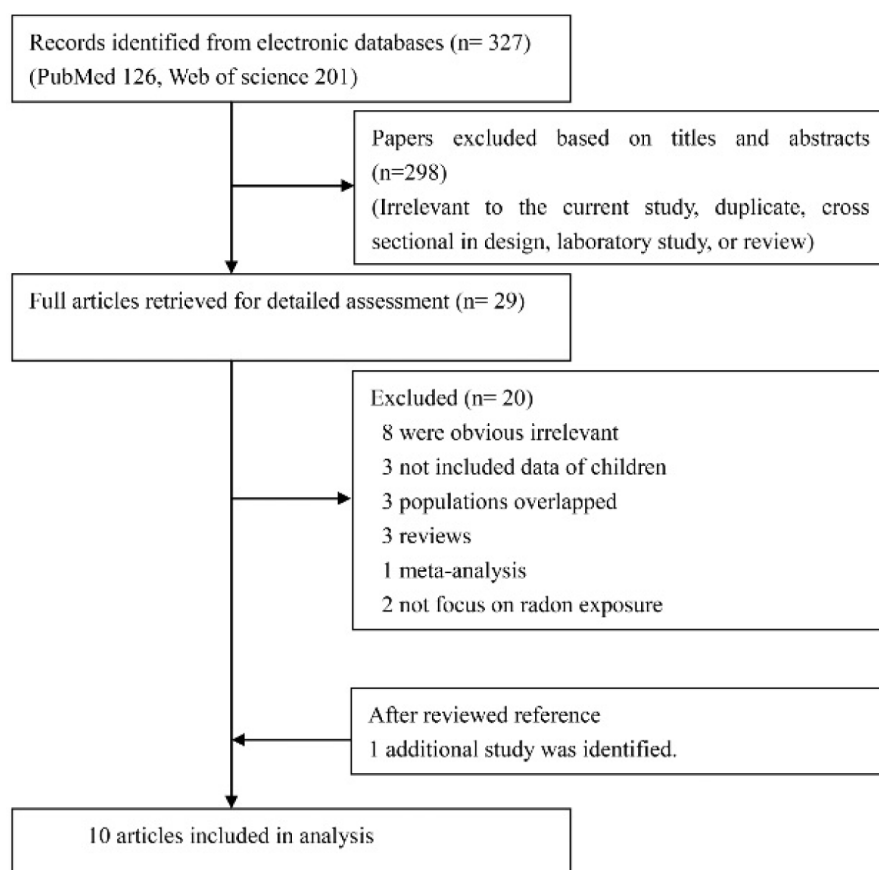 Records identified from electronic databases (n= 327)
(PubMed 126, Web of science 201)
Papers excluded based on titles and abstracts
(n=298)
(Irrelevant to the current study, duplicate, cross
sectional in design, laboratory study, or review)
Full articles retrieved for detailed assessment (n= 29)
Excluded (n= 20)
8 were obvious irrelevant
3 not included data of children
3 populations overlapped
3 reviews
1 meta-analysis
2 not focus on radon exposure
After reviewed reference
1 additional study was identified.
10 articles included in analysis